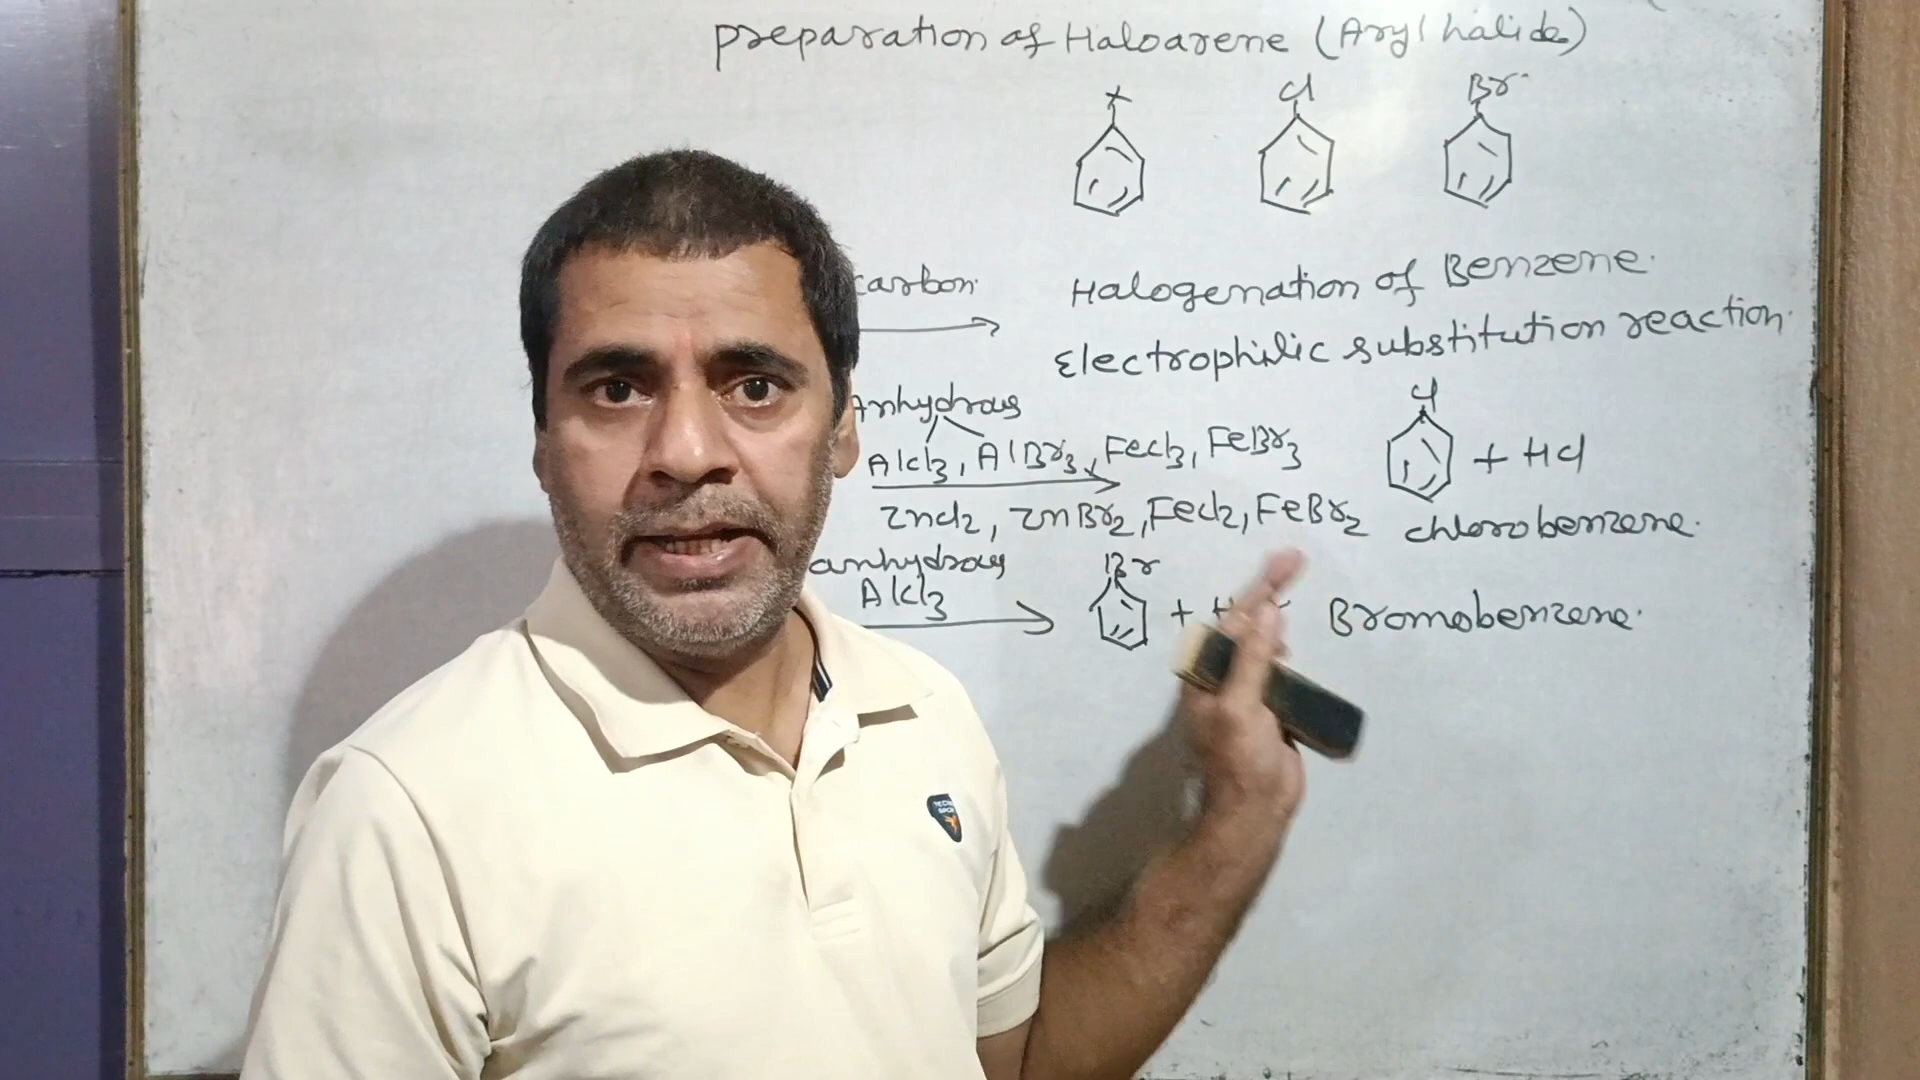 preparation of Haloarene (Aryl halide)
X Cl Br
carbon. Halogenation of Benzene.
Electrophilic substitution reaction.
Anhydrous Cl
AlCl3, AlBr3, FeCl3, FeBr3 + HCl
ZnCl2, ZnBr2, FeCl2, FeBr2 chlorobenzene.
anhydrous Br
AlCl3 + Bromobenzene.